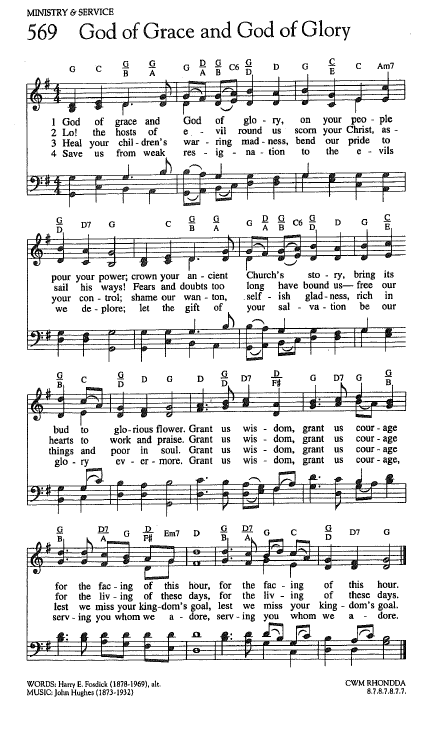 MINISTRY & SERVICE
569 God of Grace and God of Glory
G C G/B G/A G D/A G/B C6 G/D D G C/E C Am7
1 God of grace and God of glo - ry, on your peo - ple
2 Lo! the hosts of e - vil round us scorn your Christ, as -
3 Heal your chil - dren's war - ring mad - ness, bend our pride to
4 Save us from weak res - ig - na - tion to the e - vils
G/D D7 G C G/B G/A G D/A G/B C6 G/D D G C/E
pour your power; crown your an - cient Church's sto - ry, bring its
sail his ways! Fears and doubts too long have bound us— free our
your con - trol; shame our wan - ton, self - ish glad - ness, rich in
we de - plore; let the gift of your sal - va - tion be our
G/B C G/D D G D G/D D7 G D/F# G D7 G
bud to glo - rious flower. Grant us wis - dom, grant us cour - age
hearts to work and praise. Grant us wis - dom, grant us cour - age
things and poor in soul. Grant us wis - dom, grant us cour - age
glo - ry ev - er - more. Grant us wis - dom, grant us cour - age,
G/B D7/A G D/F# Em7 D D7 G C G/D D7 G
for the fac - ing of this hour, for the fac - ing of this hour.
for the liv - ing of these days, for the liv - ing of these days.
lest we miss your king - dom's goal, lest we miss your king - dom's goal.
serv - ing you whom we a - dore, serv - ing you whom we a - dore.
WORDS: Harry E. Fosdick (1878-1969), alt. CWM RHONDDA
MUSIC: John Hughes (1873-1932) 8.7.8.7.8.7.7.